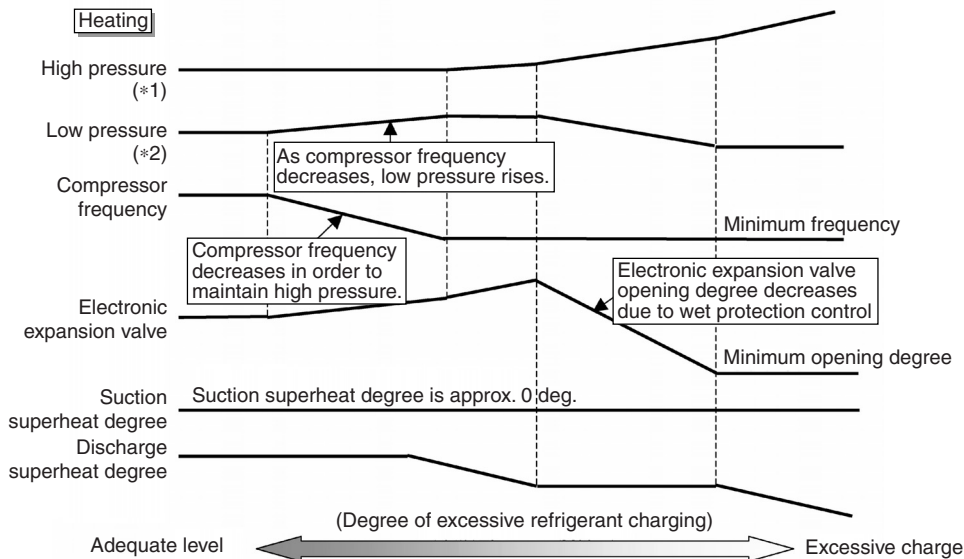 Heating
High pressure
(*1)
Low pressure
(*2)
As compressor frequency
decreases, low pressure rises.
Compressor
frequency
Minimum frequency
Compressor frequency
decreases in order to
maintain high pressure.
Electronic expansion valve
opening degree decreases
due to wet protection control
Electronic
expansion valve
Minimum opening degree
Suction
superheat degree
Suction superheat degree is approx. 0 deg.
Discharge
superheat degree
(Degree of excessive refrigerant charging)
Adequate level
Excessive charge